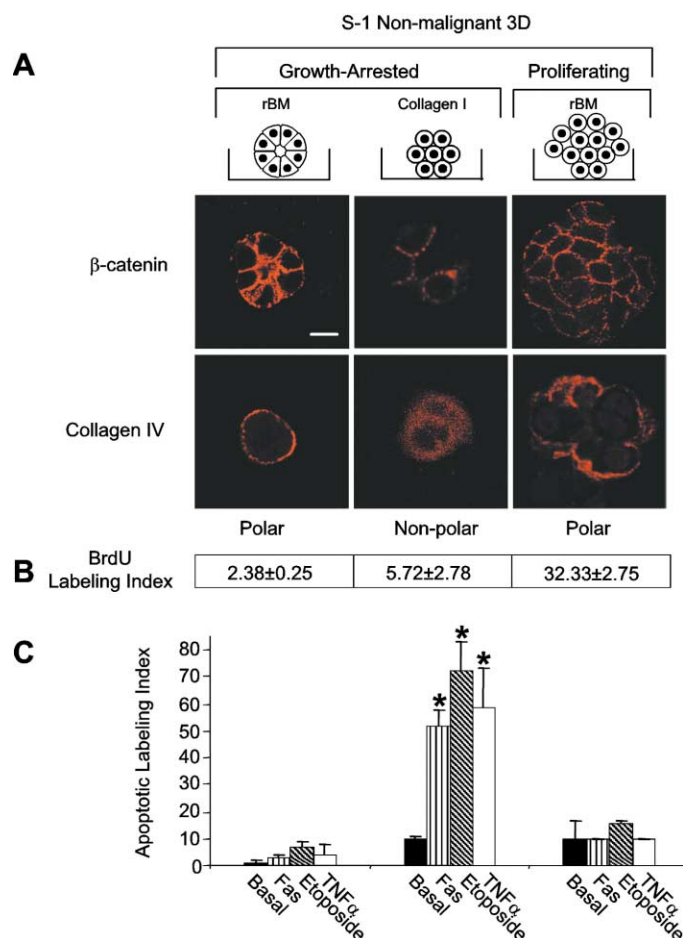 S-1 Non-malignant 3D
A
Growth-Arrested Proliferating
rBM Collagen I rBM
β-catenin
Collagen IV
Polar Non-polar Polar
B BrdU
Labeling Index 2.38±0.25 5.72±2.78 32.33±2.75
C
Apoptotic Labeling Index
80
70
60
50
40
30
20
10
0
* * *
Basal Fas Etoposide TNFα Basal Fas Etoposide TNFα Basal Fas Etoposide TNFα